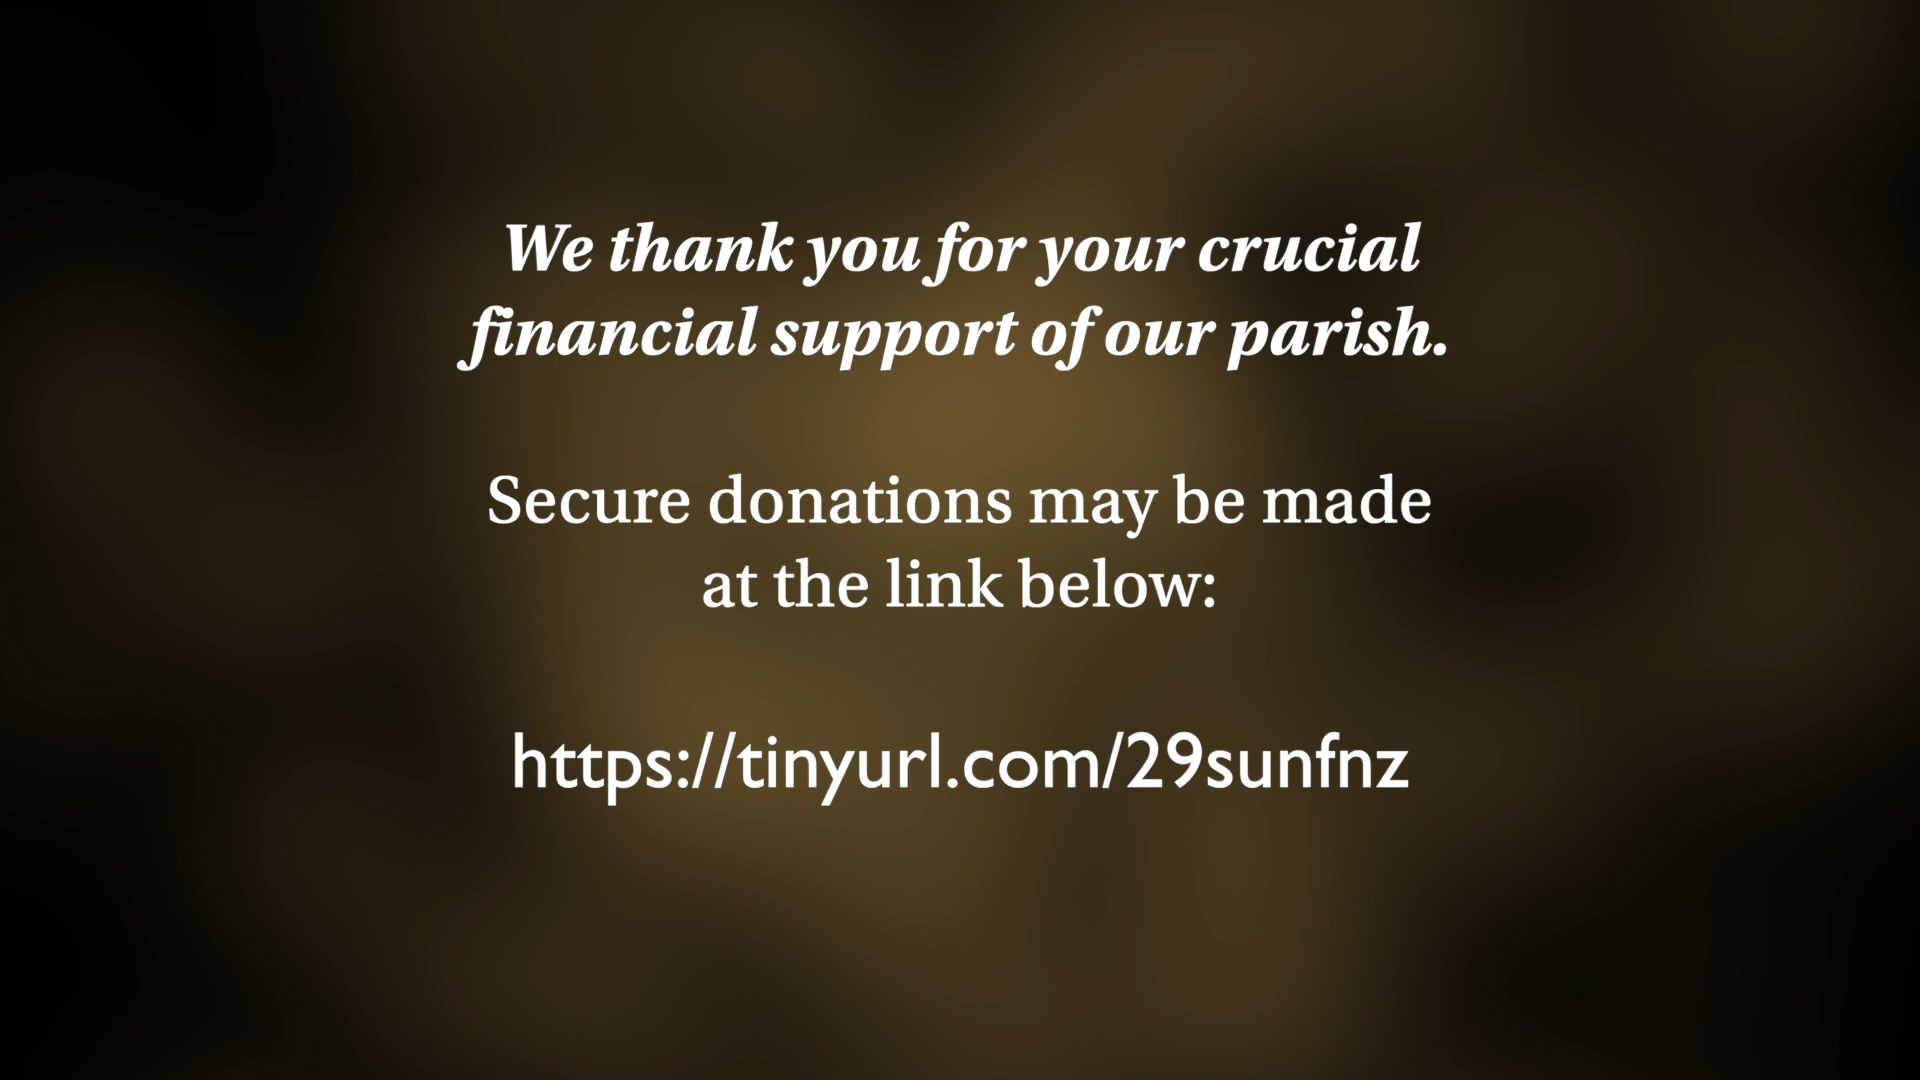 We thank you for your crucial
financial support of our parish.
Secure donations may be made
at the link below:
https://tinyurl.com/29sunfnz